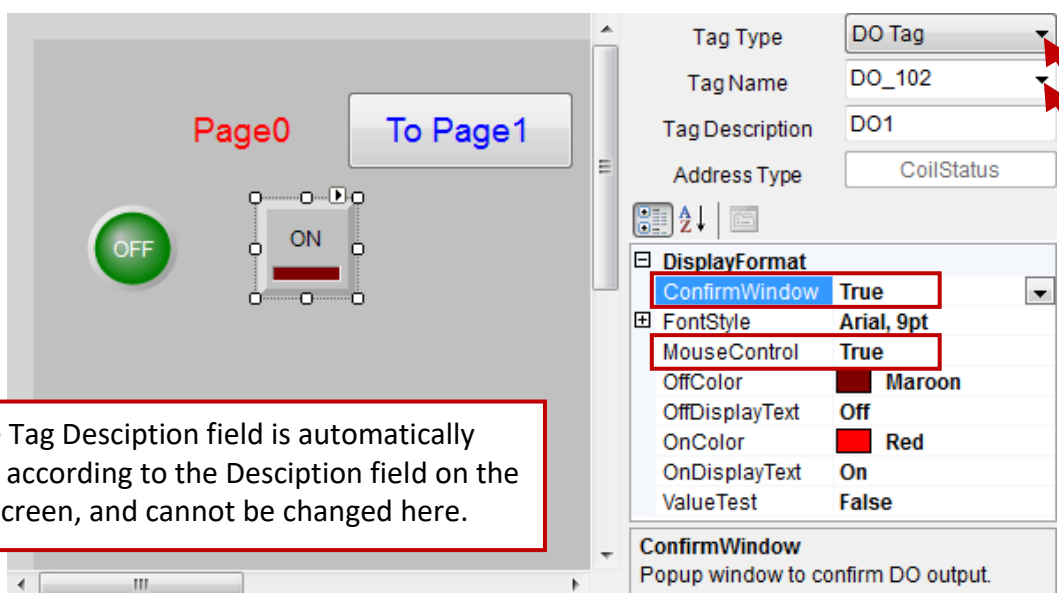 Page0
To Page1
OFF
ON
Tag Desciption field is automatically
according to the Desciption field on the
creen, and cannot be changed here.
Tag Type
DO Tag
Tag Name
DO_102
Tag Description
DO1
Address Type
CoilStatus
DisplayFormat
ConfirmWindow True
FontStyle Arial, 9pt
MouseControl True
OffColor Maroon
OffDisplayText Off
OnColor Red
OnDisplayText On
ValueTest False
ConfirmWindow
Popup window to confirm DO output.